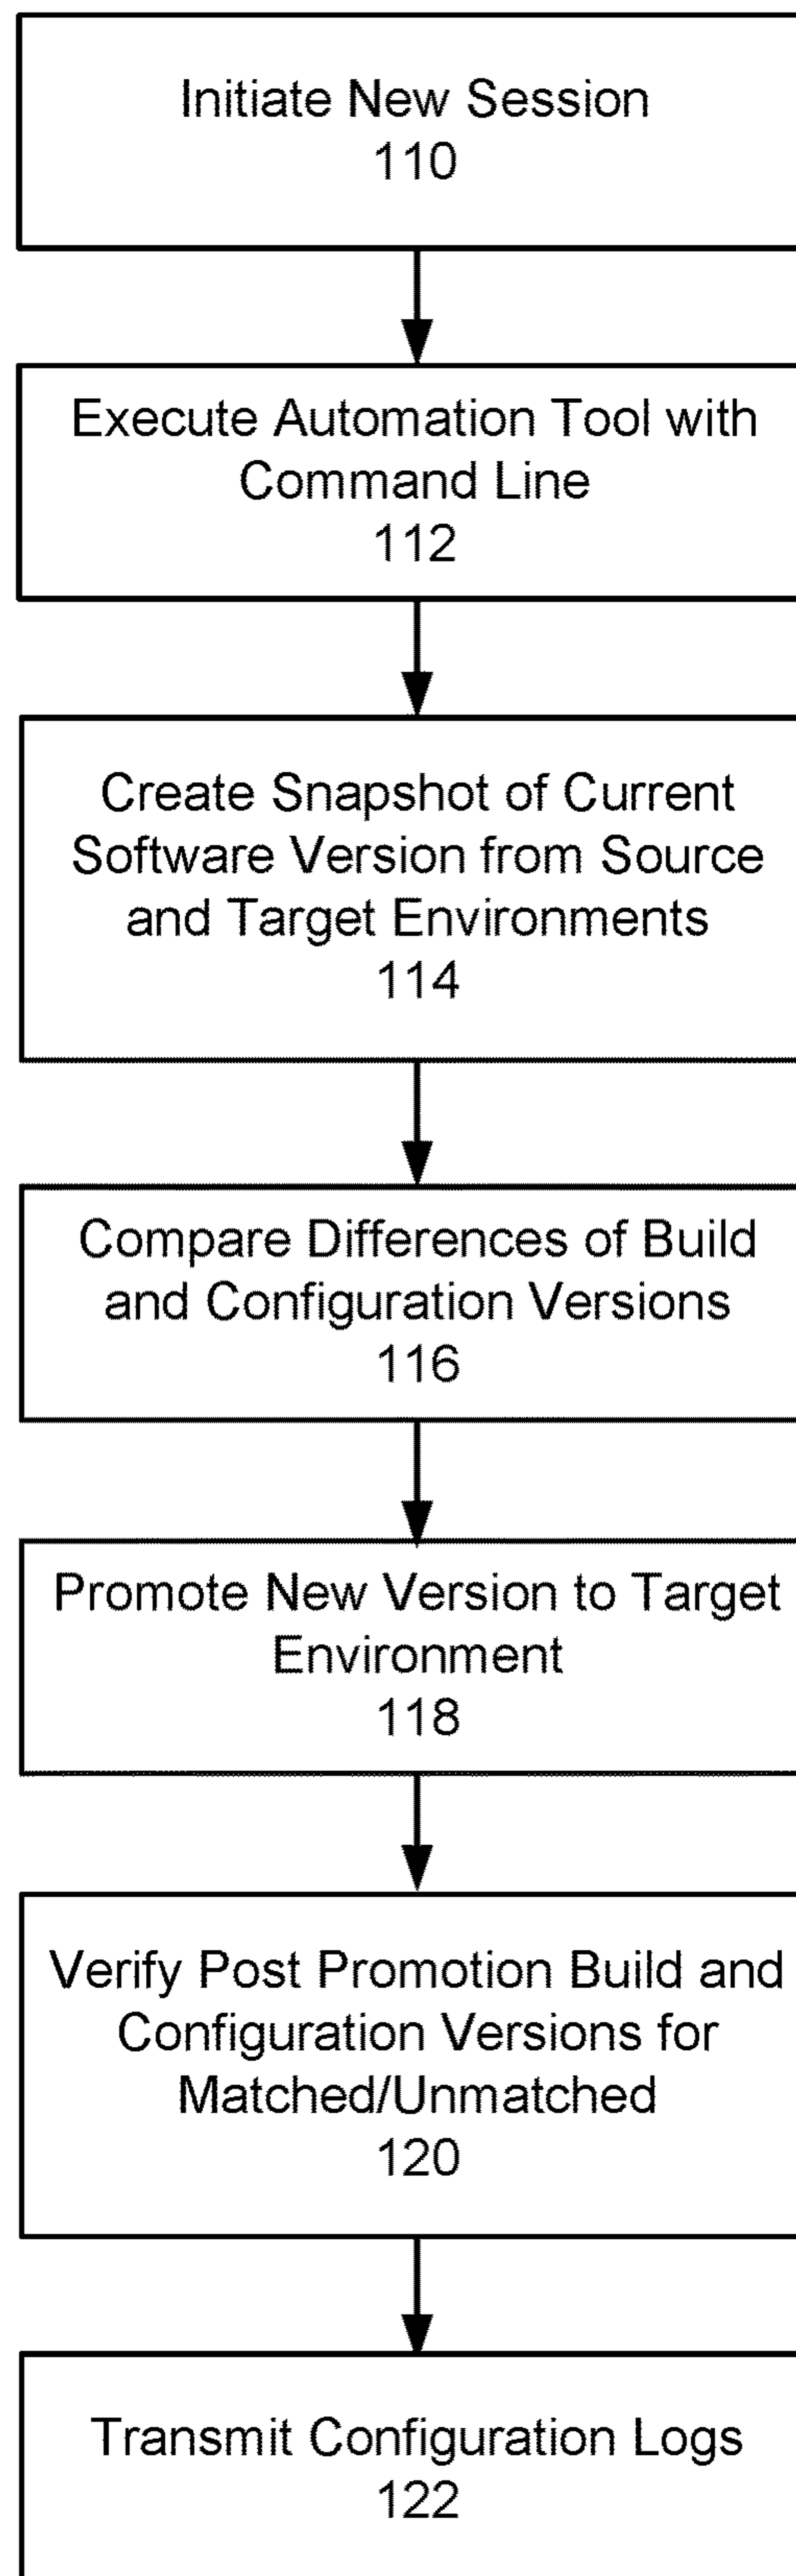 Initiate New Session
110
Execute Automation Tool with
Command Line
112
Create Snapshot of Current
Software Version from Source
and Target Environments
114
Compare Differences of Build
and Configuration Versions
116
Promote New Version to Target
Environment
118
Verify Post Promotion Build and
Configuration Versions for
Matched/Unmatched
120
Transmit Configuration Logs
122